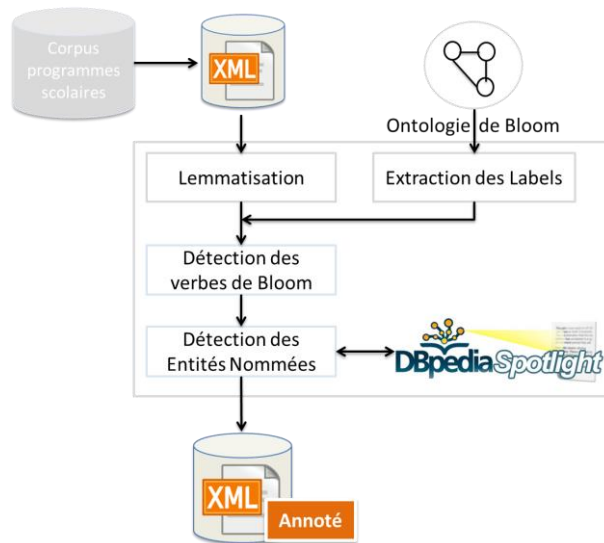 Corpus
programmes
scolaires
XML
Ontologie de Bloom
Lemmatisation
Extraction des Labels
Détection des
verbes de Bloom
Détection des
Entités Nommées
DBpedia Spotlight
XML
Annoté